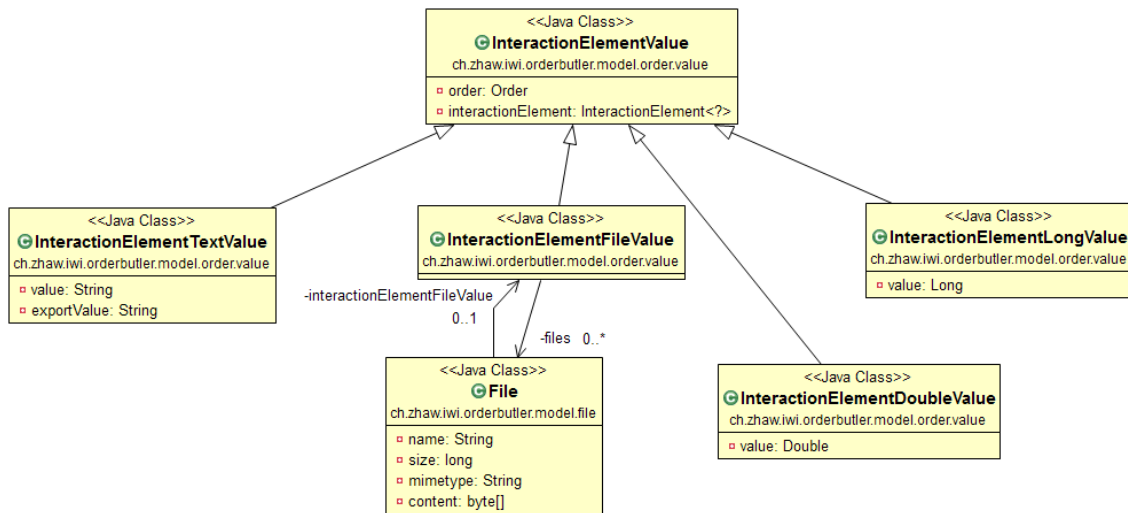 <<Java Class>>
InteractionElementValue
ch.zhaw.iwi.orderbutler.model.order.value
order: Order
interactionElement: InteractionElement<?>
<<Java Class>>
InteractionElementTextValue
ch.zhaw.iwi.orderbutler.model.order.value
value: String
exportValue: String
<<Java Class>>
InteractionElementFileValue
ch.zhaw.iwi.orderbutler.model.order.value
<<Java Class>>
InteractionElementLongValue
ch.zhaw.iwi.orderbutler.model.order.value
value: Long
-interactionElementFileValue
0..1
-files 0..*
<<Java Class>>
File
ch.zhaw.iwi.orderbutler.model.file
name: String
size: long
mimetype: String
content: byte[]
<<Java Class>>
InteractionElementDoubleValue
ch.zhaw.iwi.orderbutler.model.order.value
value: Double